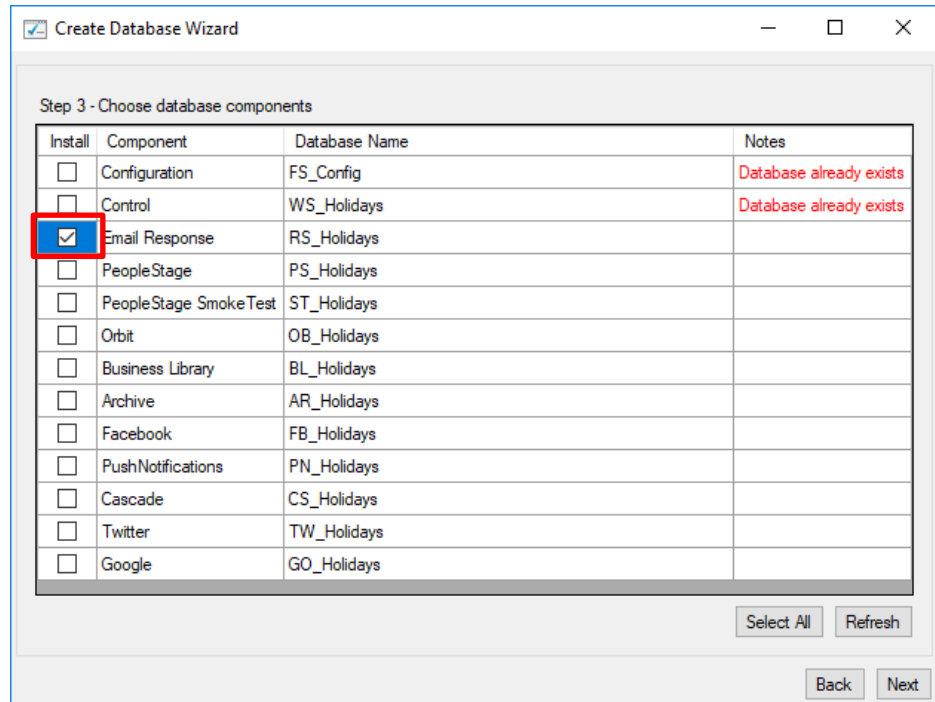 Create Database Wizard
Step 3 - Choose database components
Install Component Database Name Notes
Configuration FS_Config Database already exists
Control WS_Holidays Database already exists
Email Response RS_Holidays
PeopleStage PS_Holidays
PeopleStage SmokeTest ST_Holidays
Orbit OB_Holidays
Business Library BL_Holidays
Archive AR_Holidays
Facebook FB_Holidays
PushNotifications PN_Holidays
Cascade CS_Holidays
Twitter TW_Holidays
Google GO_Holidays
Select All Refresh
Back Next